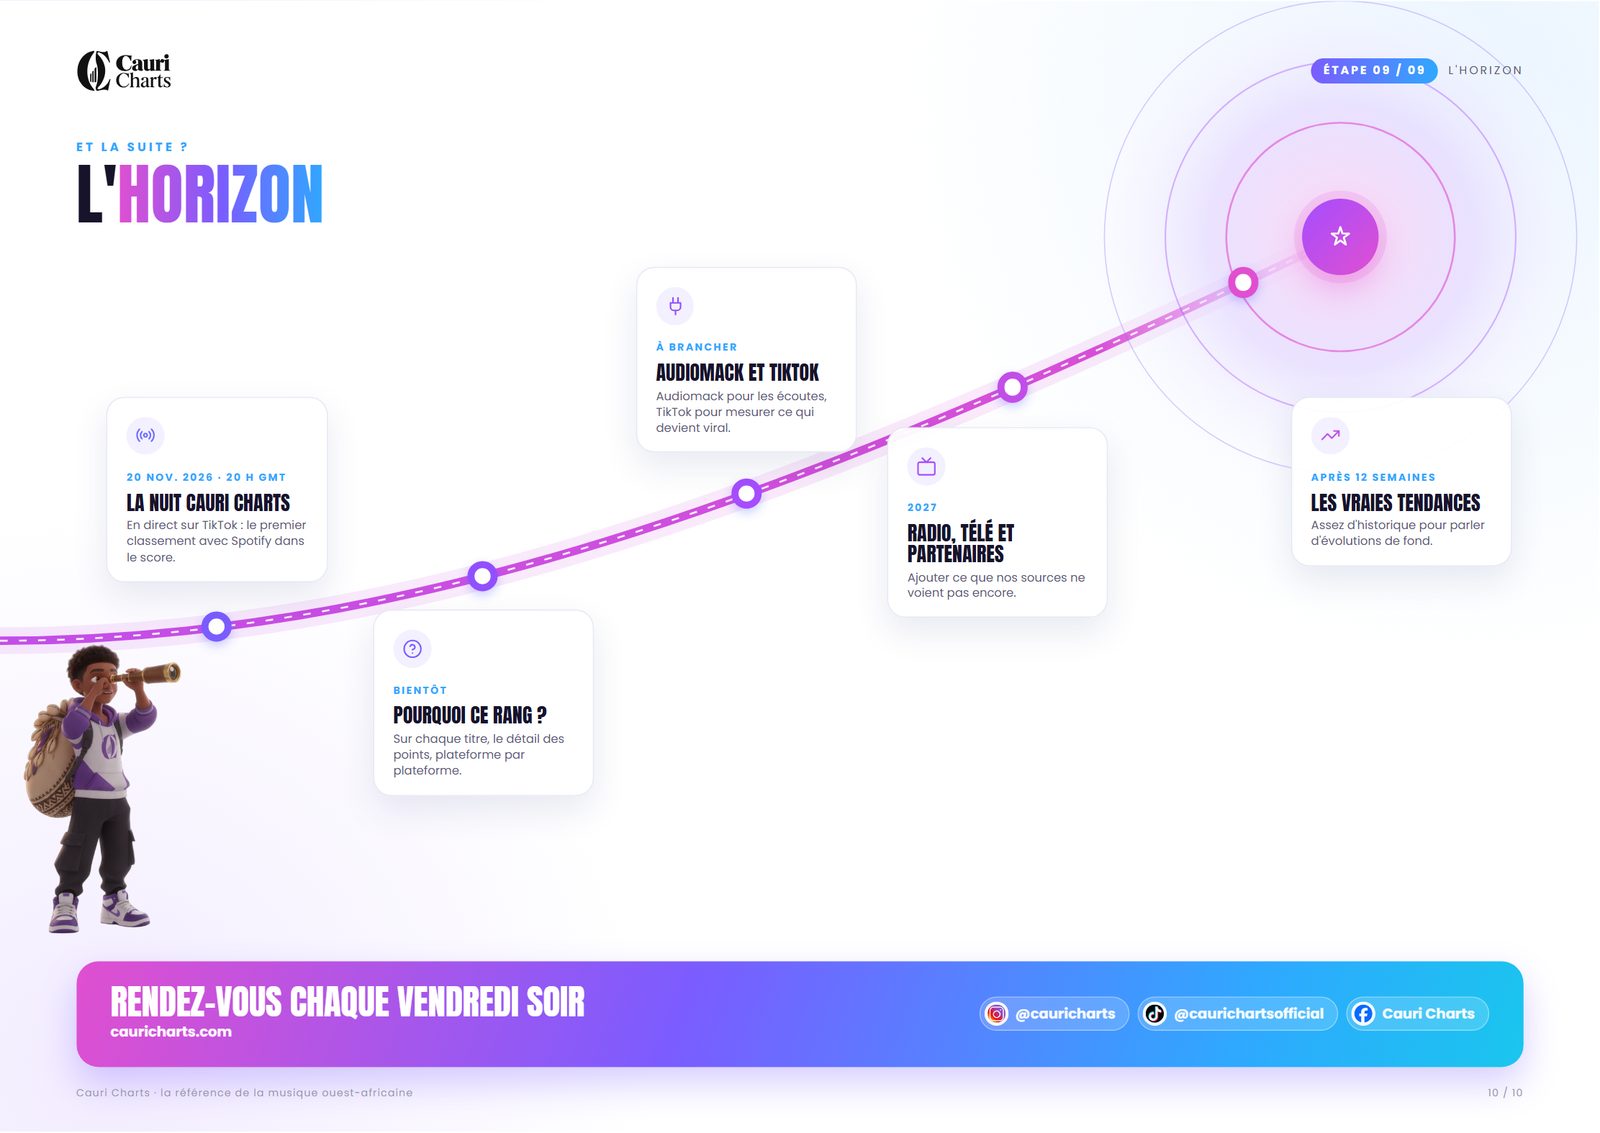 Cauri
Charts
ÉTAPE 09 / 09 L'HORIZON
ET LA SUITE ?
L'HORIZON
20 NOV. 2026 · 20 H GMT
LA NUIT CAURI CHARTS
En direct sur TikTok : le premier
classement avec Spotify dans
le score.
BIENTÔT
POURQUOI CE RANG ?
Sur chaque titre, le détail des
points, plateforme par
plateforme.
À BRANCHER
AUDIOMACK ET TIKTOK
Audiomack pour les écoutes,
TikTok pour mesurer ce qui
devient viral.
2027
RADIO, TÉLÉ ET
PARTENAIRES
Ajouter ce que nos sources ne
voient pas encore.
APRÈS 12 SEMAINES
LES VRAIES TENDANCES
Assez d'historique pour parler
d'évolutions de fond.
RENDEZ-VOUS CHAQUE VENDREDI SOIR
cauricharts.com
@cauricharts
@caurichartsofficial
Cauri Charts
Cauri Charts · la référence de la musique ouest-africaine
10 / 10